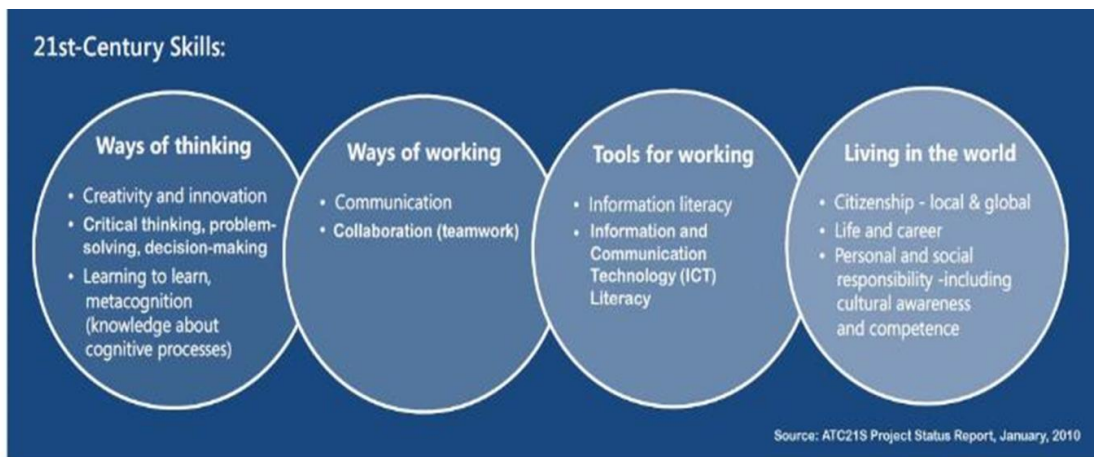 21st-Century Skills:
Ways of thinking
• Creativity and innovation
• Critical thinking, problem-
solving, decision-making
• Learning to learn,
metacognition
(knowledge about
cognitive processes)
Ways of working
• Communication
• Collaboration (teamwork)
Tools for working
• Information literacy
• Information and
Communication
Technology (ICT)
Literacy
Living in the world
• Citizenship - local & global
• Life and career
• Personal and social
responsibility -including
cultural awareness
and competence
Source: ATC21S Project Status Report, January, 2010